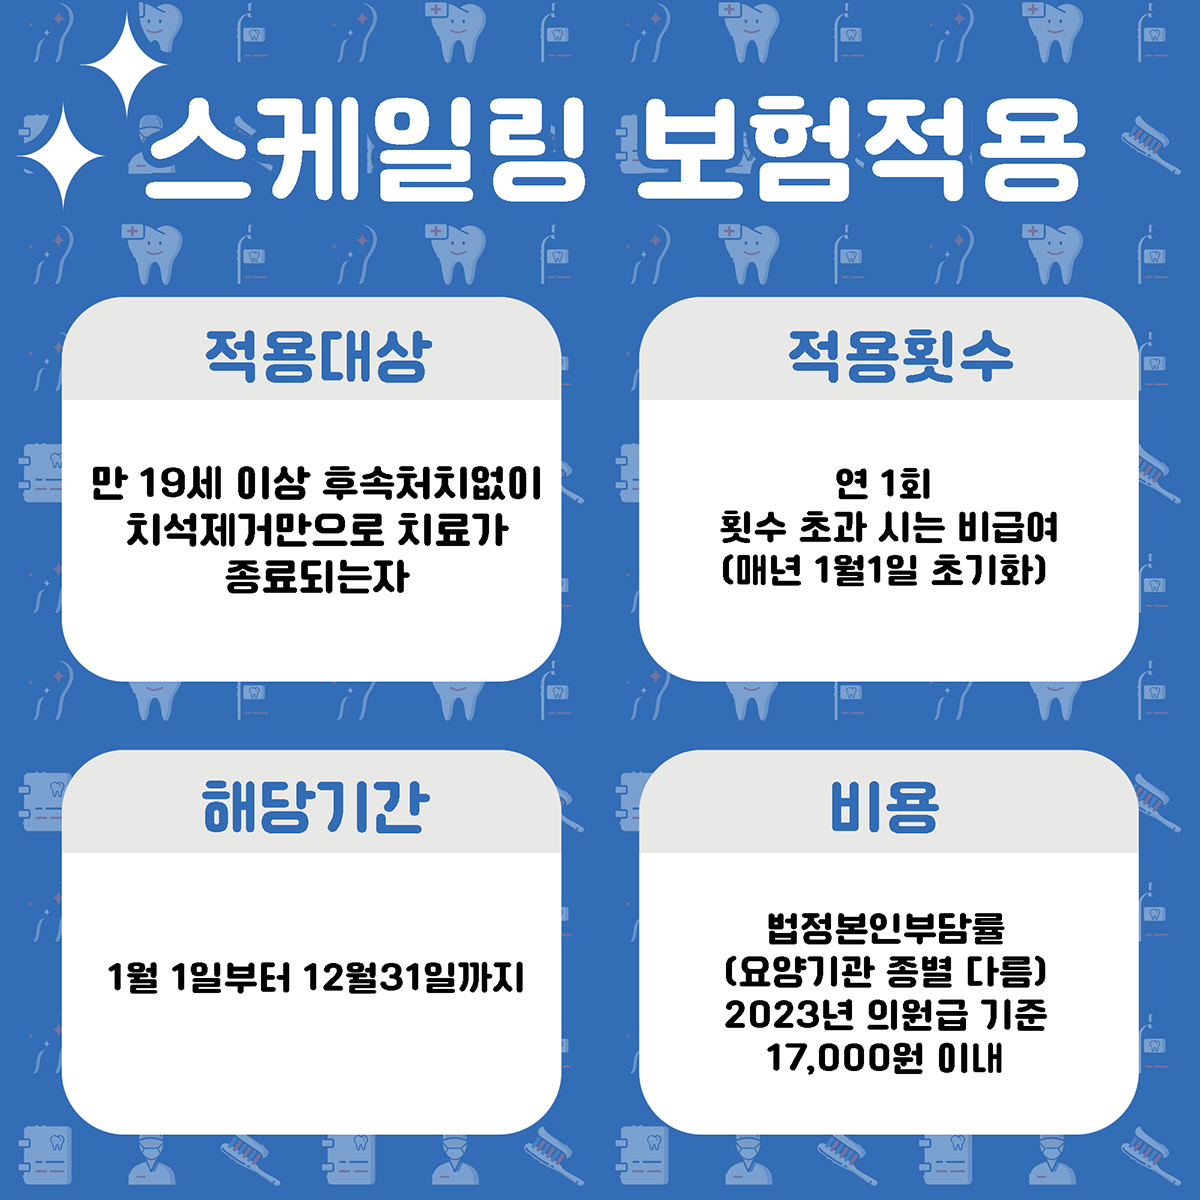 스케일링 보험적용
적용대상
만 19세 이상 후속처치없이
치석제거만으로 치료가
종료되는자
적용횟수
연 1회
횟수 초과 시는 비급여
(매년 1월1일 초기화)
해당기간
1월 1일부터 12월31일까지
비용
법정본인부담률
(요양기관 종별 다름)
2023년 의원급 기준
17,000원 이내